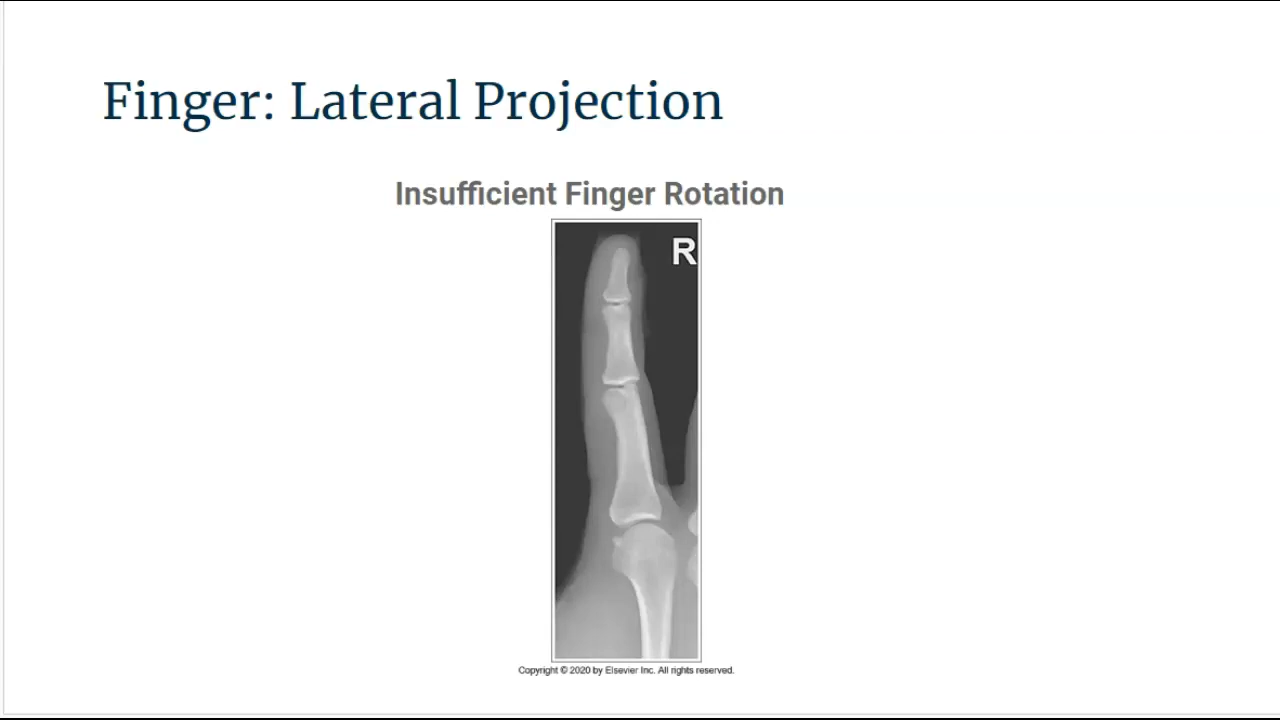 Finger: Lateral Projection
Insufficient Finger Rotation
R
Copyright © 2020 by Elsevier Inc. All rights reserved.